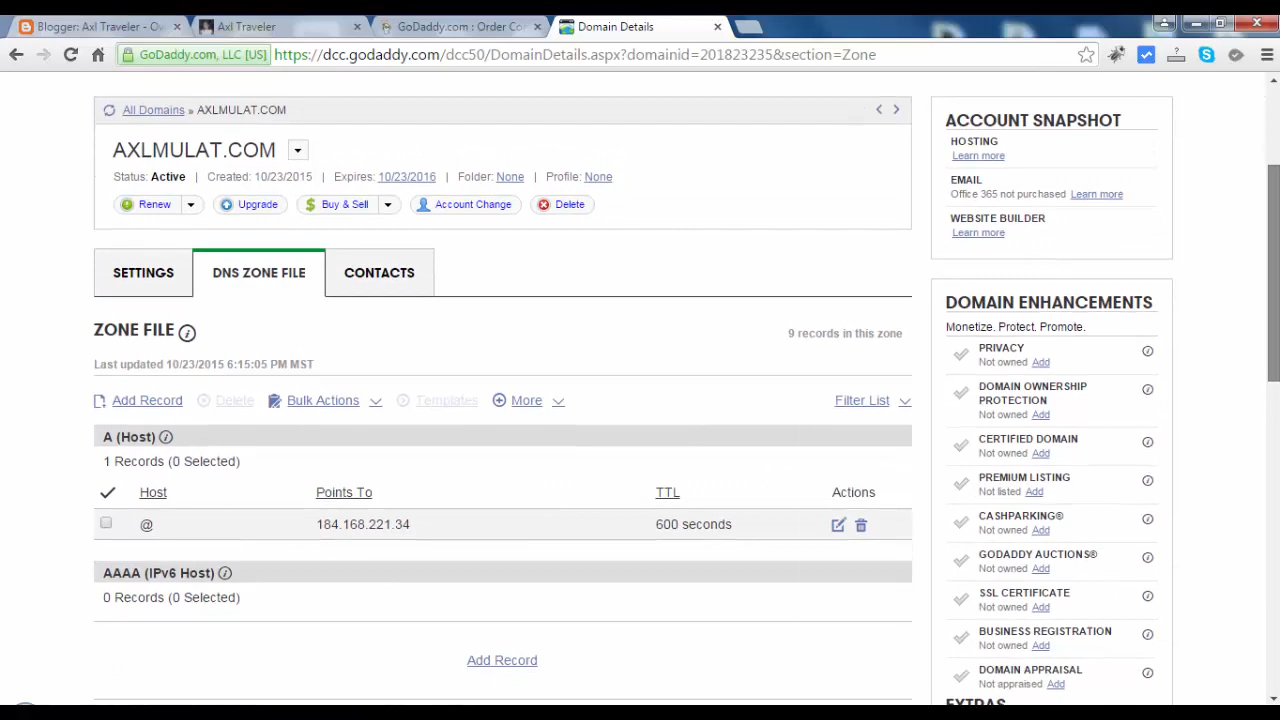 Blogger: Axl Traveler - Ov
Axl Traveler
GoDaddy.com : Order Co
Domain Details
GoDaddy.com, LLC [US]
https://dcc.godaddy.com/dcc50/DomainDetails.aspx?domainid=201823235&section=Zone
All Domains » AXLMULAT.COM
AXLMULAT.COM
Status: Active | Created: 10/23/2015 | Expires: 10/23/2016 | Folder: None | Profile: None
Renew
Upgrade
Buy & Sell
Account Change
Delete
SETTINGS
DNS ZONE FILE
CONTACTS
ZONE FILE
9 records in this zone
Last updated 10/23/2015 6:15:05 PM MST
Add Record
Delete
Bulk Actions
Templates
More
Filter List
A (Host)
1 Records (0 Selected)
Host Points To TTL Actions
@ 184.168.221.34 600 seconds
AAAA (IPv6 Host)
0 Records (0 Selected)
Add Record
ACCOUNT SNAPSHOT
HOSTING
Learn more
EMAIL
Office 365 not purchased Learn more
WEBSITE BUILDER
Learn more
DOMAIN ENHANCEMENTS
Monetize. Protect. Promote.
PRIVACY
Not owned Add
DOMAIN OWNERSHIP
PROTECTION
Not owned Add
CERTIFIED DOMAIN
Not owned Add
PREMIUM LISTING
Not listed Add
CASHPARKING®
Not owned Add
GODADDY AUCTIONS®
Not owned Add
SSL CERTIFICATE
Not owned Add
BUSINESS REGISTRATION
Not owned Add
DOMAIN APPRAISAL
Not appraised Add
EXTRAS